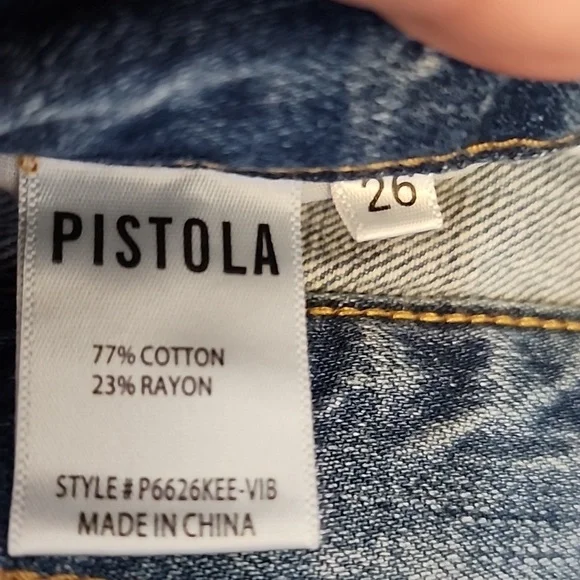 PISTOLA
26
77% COTTON
23% RAYON
STYLE # P6626KEE-VIB
MADE IN CHINA